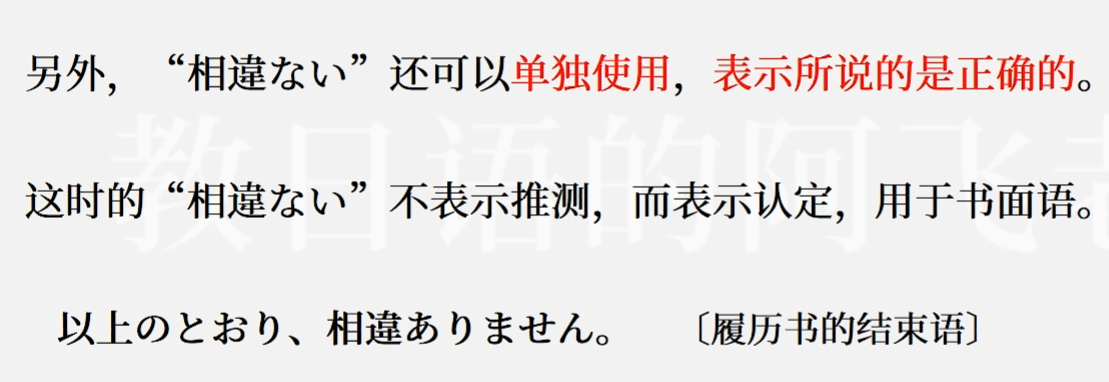 另外，“相違ない”还可以单独使用，表示所说的是正确的。
这时的“相違ない”不表示推测，而表示认定，用于书面语。
以上のとおり、相違ありません。 〔履历书的结束语〕
教日语的阿飞老